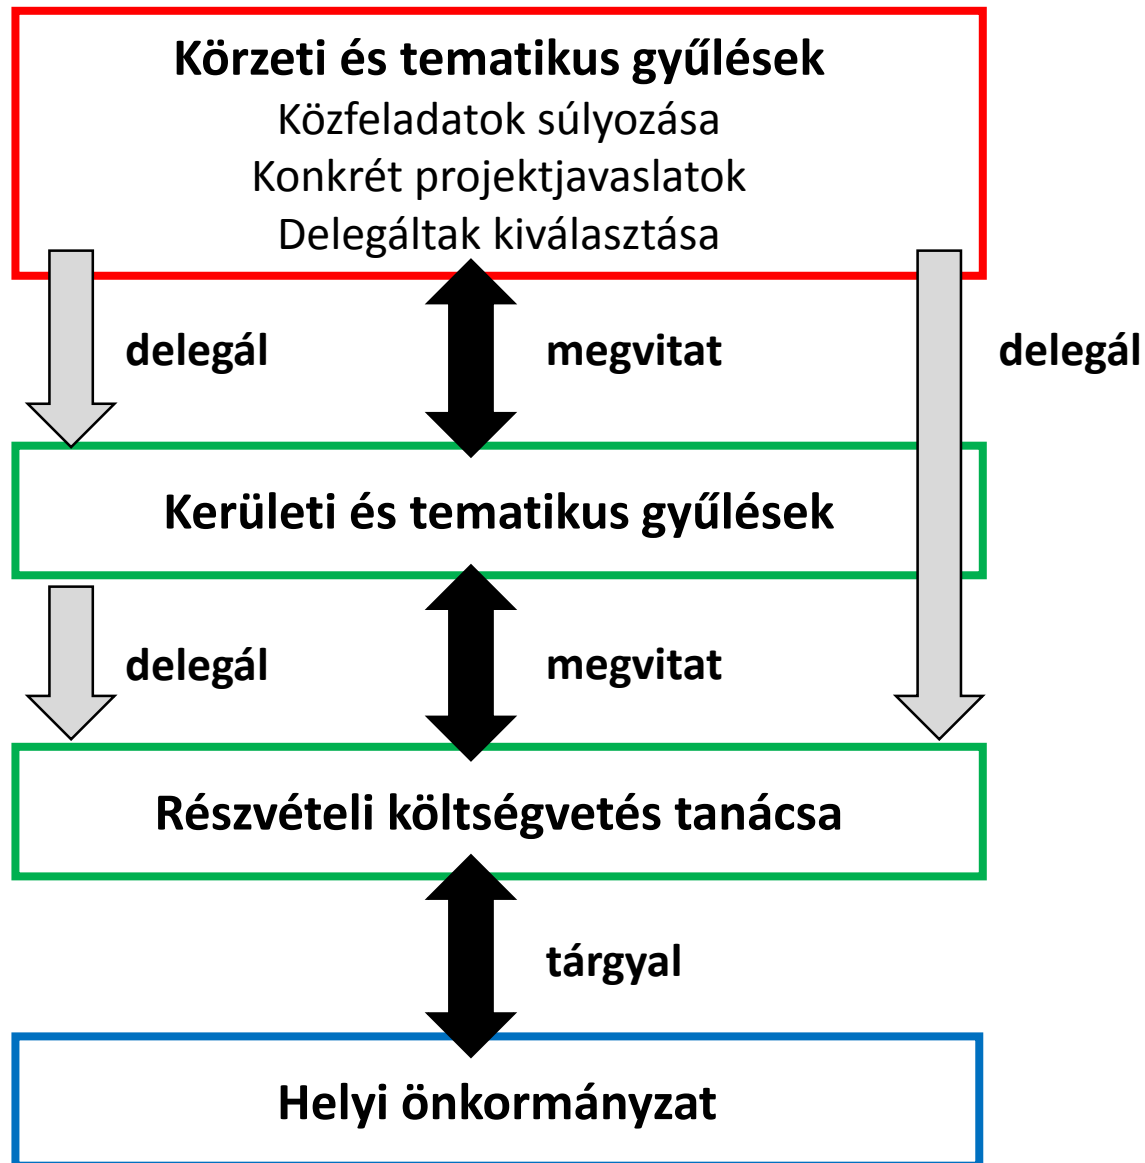 Körzeti és tematikus gyűlések
Közfeladatok súlyozása
Konkrét projektjavaslatok
Delegáltak kiválasztása
delegál
megvitat
delegál
Kerületi és tematikus gyűlések
delegál
megvitat
Részvételi költségvetés tanácsa
tárgyal
Helyi önkormányzat